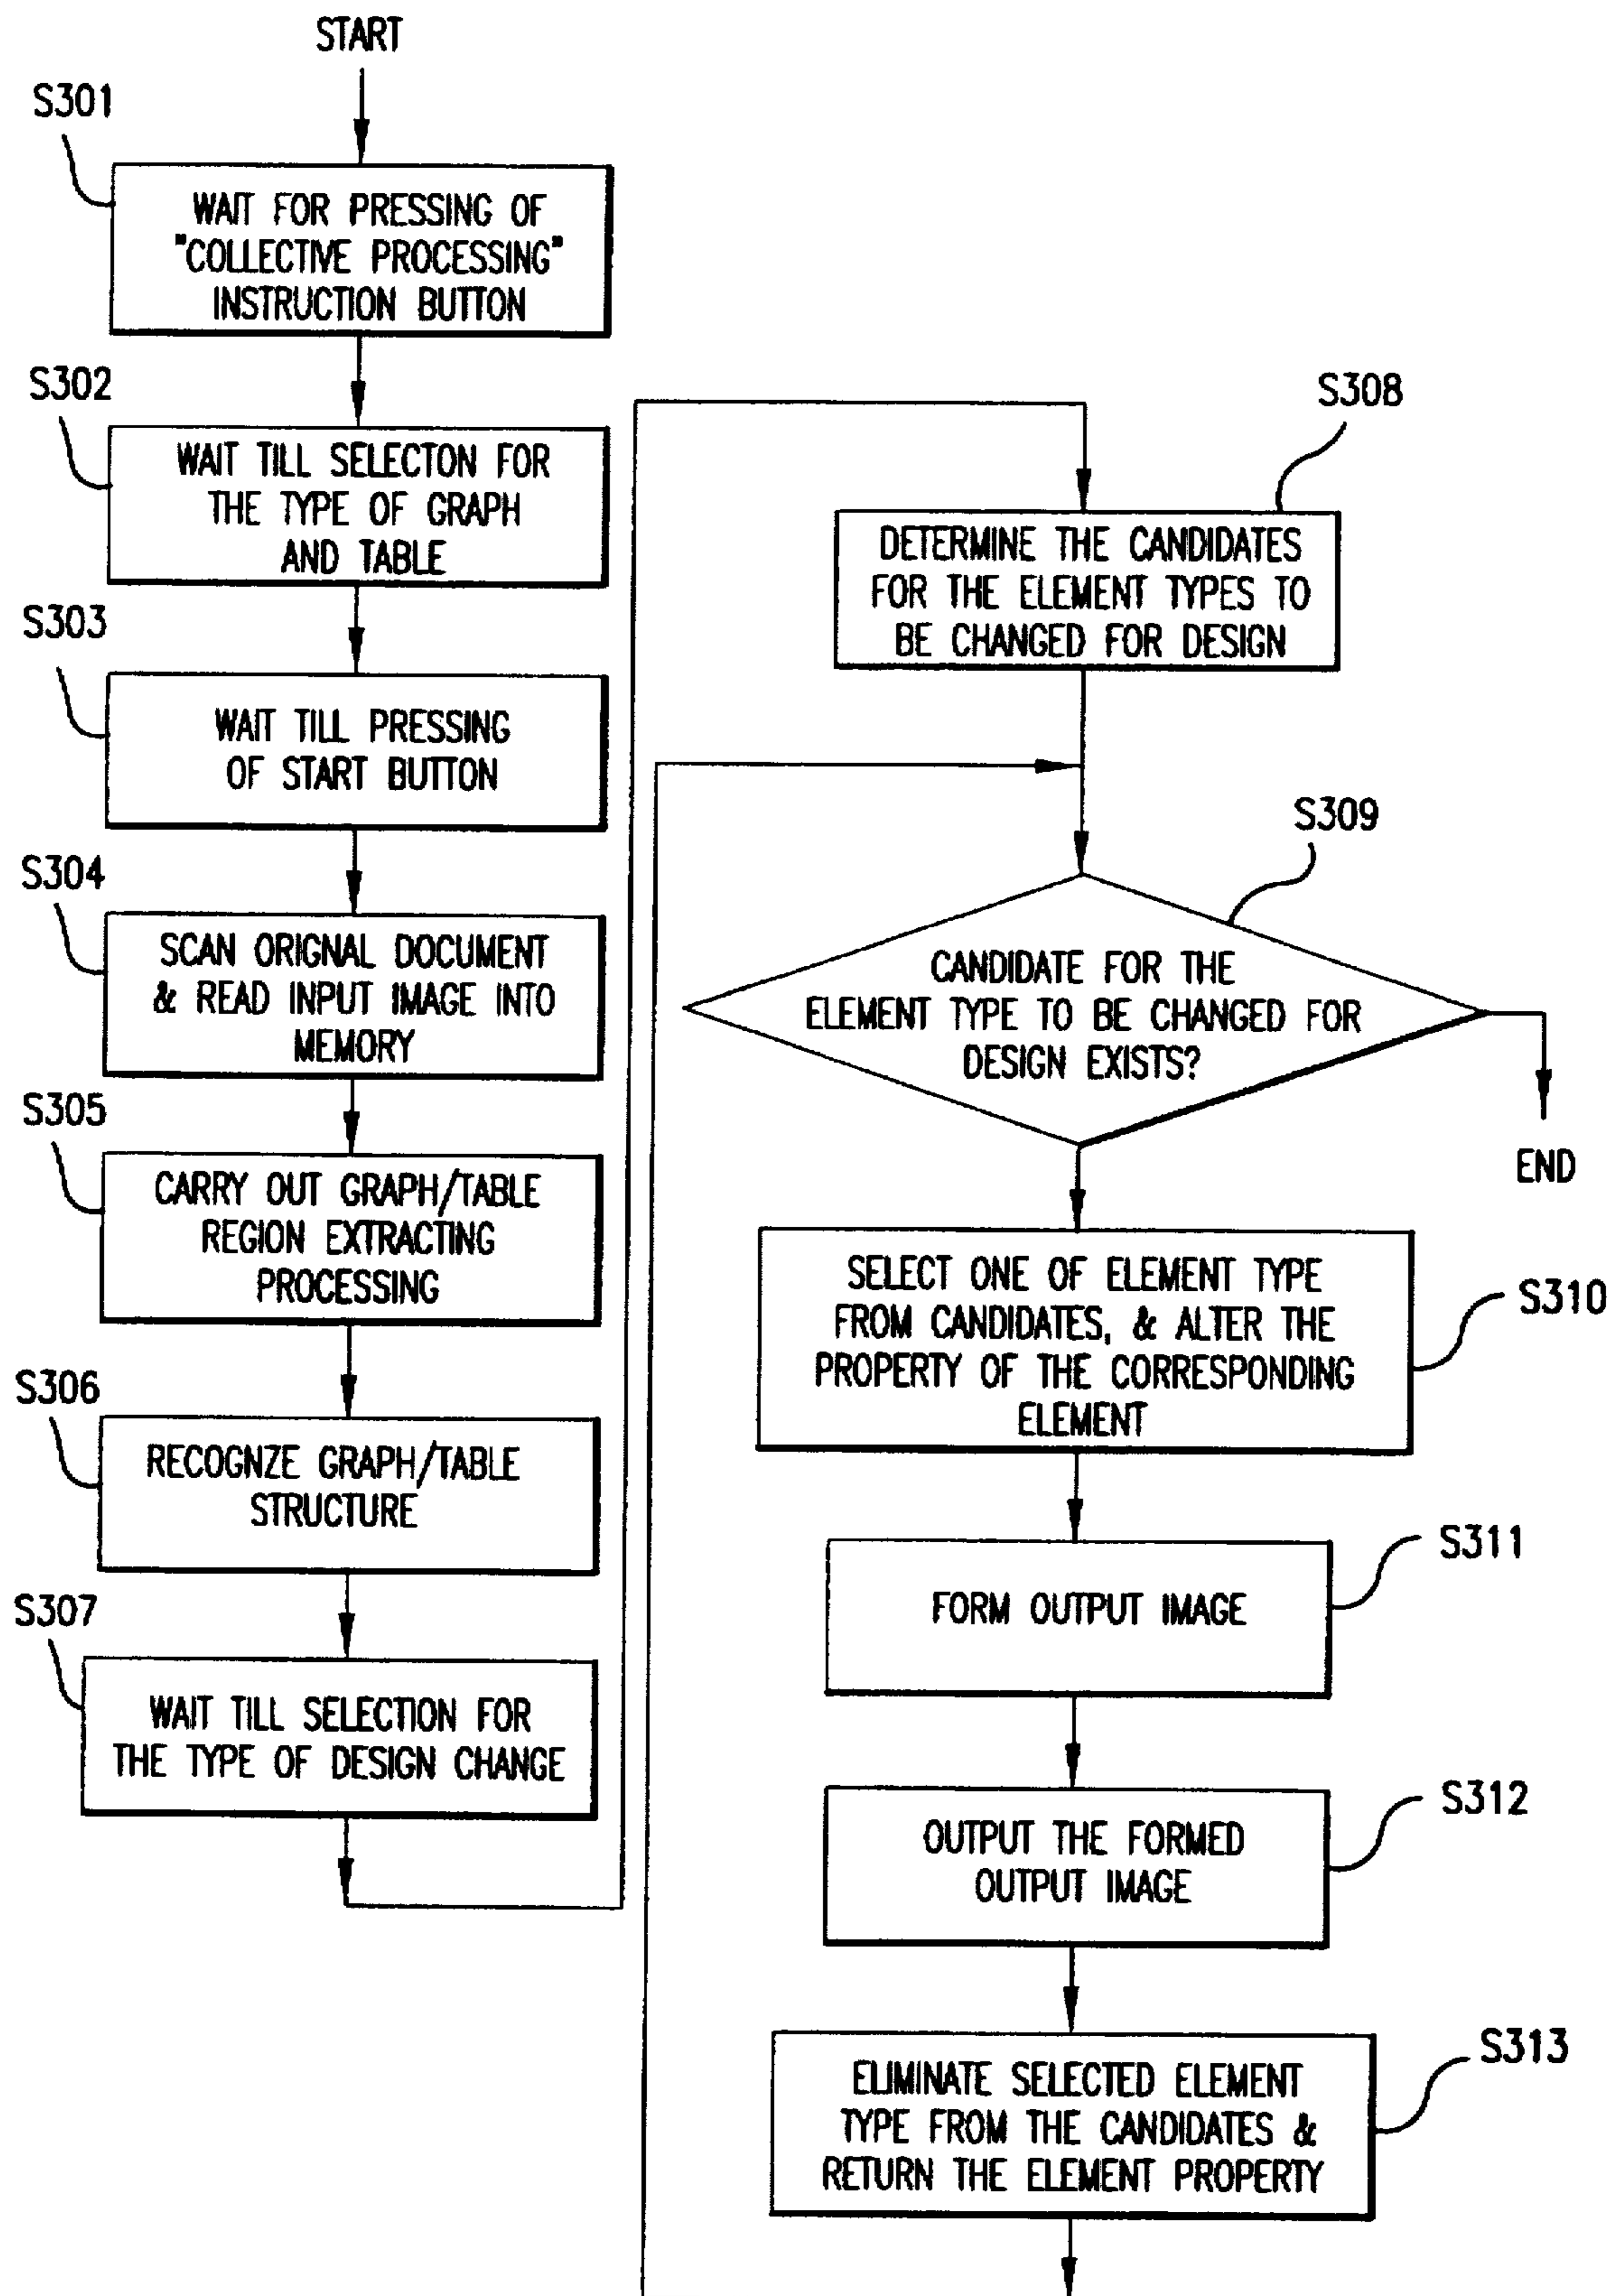 START
S301
WAIT FOR PRESSING OF
"COLLECTIVE PROCESSING"
INSTRUCTION BUTTON
S302
WAIT TILL SELECTON FOR
THE TYPE OF GRAPH
AND TABLE
S303
WAIT TILL PRESSING
OF START BUTTON
S304
SCAN ORIGNAL DOCUMENT
& READ INPUT IMAGE INTO
MEMORY
S305
CARRY OUT GRAPH/TABLE
REGION EXTRACTING
PROCESSING
S306
RECOGNZE GRAPH/TABLE
STRUCTURE
S307
WAIT TILL SELECTION FOR
THE TYPE OF DESIGN CHANGE
S308
DETERMINE THE CANDIDATES
FOR THE ELEMENT TYPES TO
BE CHANGED FOR DESIGN
S309
CANDIDATE FOR THE
ELEMENT TYPE TO BE CHANGED FOR
DESIGN EXISTS?
END
SELECT ONE OF ELEMENT TYPE
FROM CANDIDATES, & ALTER THE
PROPERTY OF THE CORRESPONDING
ELEMENT
S310
S311
FORM OUTPUT IMAGE
S312
OUTPUT THE FORMED
OUTPUT IMAGE
S313
ELIMINATE SELECTED ELEMENT
TYPE FROM THE CANDIDATES &
RETURN THE ELEMENT PROPERTY